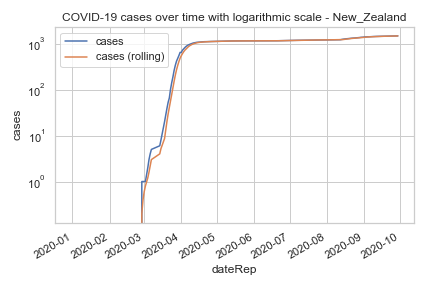 COVID-19 cases over time with logarithmic scale - New_Zealand
cases
cases (rolling)
10³
10²
10¹
10⁰
cases
2020-01
2020-02
2020-03
2020-04
2020-05
2020-06
2020-07
2020-08
2020-09
2020-10
dateRep